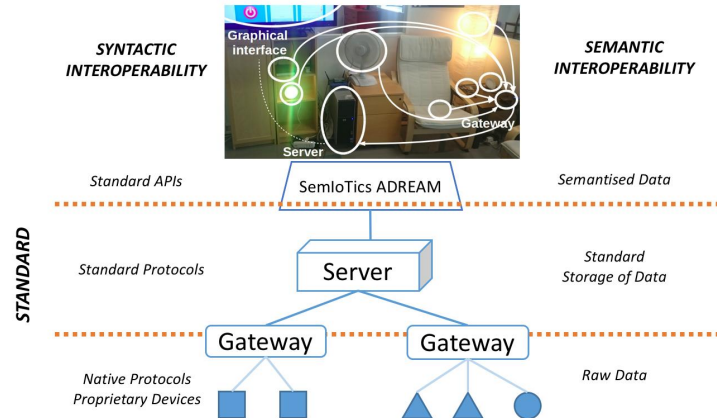 SYNTACTIC
INTEROPERABILITY
Graphical
interface
Server
Gateway
SEMANTIC
INTEROPERABILITY
Standard APIs
SemIoTics ADREAM
Semantised Data
STANDARD
Standard Protocols
Server
Standard
Storage of Data
Gateway
Gateway
Native Protocols
Proprietary Devices
Raw Data